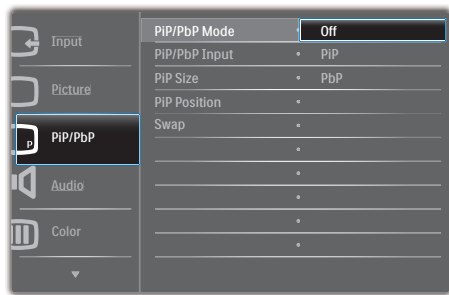 Input
Picture
P
PiP/PbP
Audio
Color
PiP/PbP Mode
Off
PiP/PbP Input
PiP
PiP Size
PbP
PiP Position
Swap